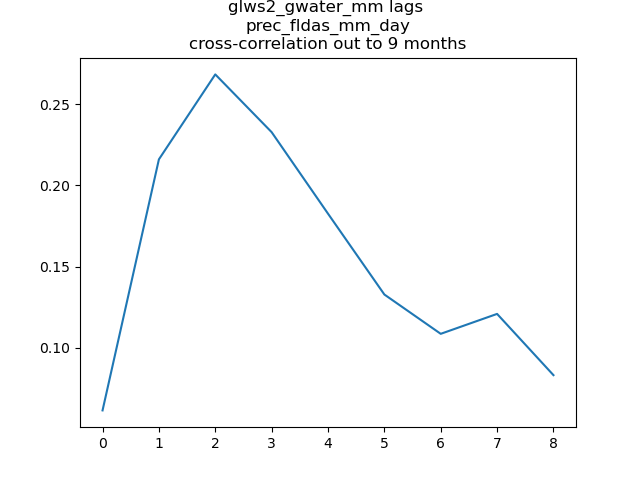 glws2_gwater_mm lags
prec_fldas_mm_day
cross-correlation out to 9 months
0.25
0.20
0.15
0.10
0 1 2 3 4 5 6 7 8